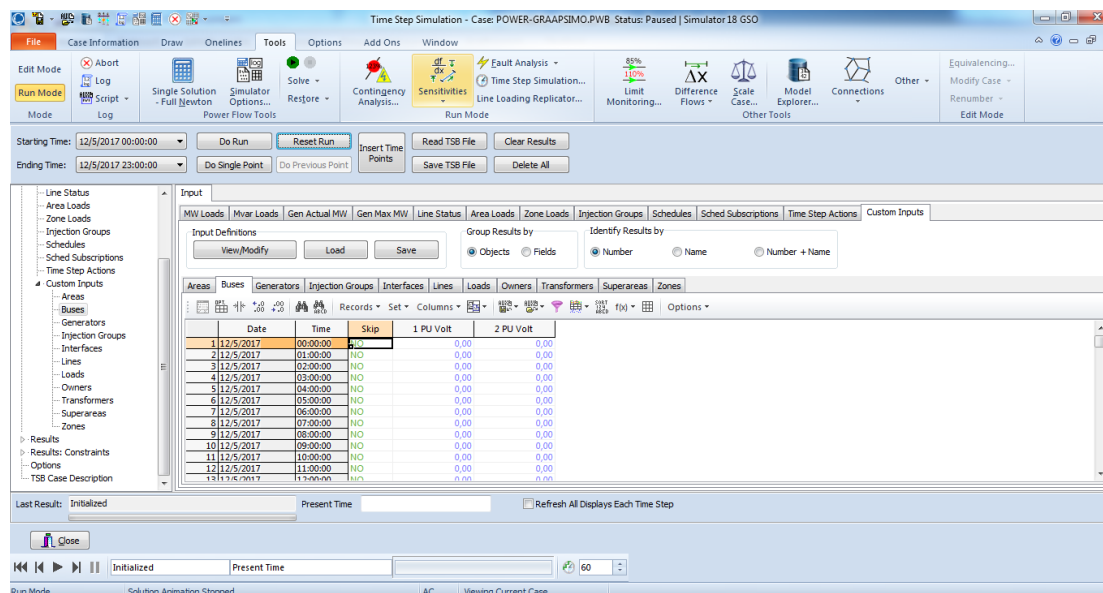 Time Step Simulation - Case: POWER-GRAAPSIMO.PWB Status: Paused | Simulator 18 GSO
File Case Information Draw Onelines Tools Options Add Ons Window
Edit Mode
Run Mode
Mode
Abort
Log
Script
Log
Single Solution - Full Newton
Simulator Options...
Solve
Restore
Power Flow Tools
Contingency Analysis...
Sensitivities
Fault Analysis
Time Step Simulation...
Line Loading Replicator...
Run Mode
85%
110%
Limit Monitoring...
Δx
Difference Flows
Scale Case...
Model Explorer...
Connections
Other
Other Tools
Equivalencing...
Modify Case
Renumber
Edit Mode
Starting Time: 12/5/2017 00:00:00 Do Run Reset Run Insert Time Points Read TSB File Clear Results
Ending Time: 12/5/2017 23:00:00 Do Single Point Do Previous Point Save TSB File Delete All
Line Status
Area Loads
Zone Loads
Injection Groups
Schedules
Sched Subscriptions
Time Step Actions
Custom Inputs
Areas
Buses
Generators
Injection Groups
Interfaces
Lines
Loads
Owners
Transformers
Superareas
Zones
Results
Results: Constraints
Options
TSB Case Description
Input
MW Loads Mvar Loads Gen Actual MW Gen Max MW Line Status Area Loads Zone Loads Injection Groups Schedules Sched Subscriptions Time Step Actions Custom Inputs
Input Definitions
View/Modify Load Save
Group Results by
Objects Fields
Identify Results by
Number Name Number + Name
Areas Buses Generators Injection Groups Interfaces Lines Loads Owners Transformers Superareas Zones
Records Set Columns f(x) Options
Date Time Skip 1 PU Volt 2 PU Volt
1 12/5/2017 00:00:00 NO 0,00 0,00
2 12/5/2017 01:00:00 NO 0,00 0,00
3 12/5/2017 02:00:00 NO 0,00 0,00
4 12/5/2017 03:00:00 NO 0,00 0,00
5 12/5/2017 04:00:00 NO 0,00 0,00
6 12/5/2017 05:00:00 NO 0,00 0,00
7 12/5/2017 06:00:00 NO 0,00 0,00
8 12/5/2017 07:00:00 NO 0,00 0,00
9 12/5/2017 08:00:00 NO 0,00 0,00
10 12/5/2017 09:00:00 NO 0,00 0,00
11 12/5/2017 10:00:00 NO 0,00 0,00
12 12/5/2017 11:00:00 NO 0,00 0,00
13 12/5/2017 12:00:00 NO 0,00 0,00
Last Result: Initialized Present Time Refresh All Displays Each Time Step
Close
Initialized Present Time 60
Run Mode Solution Animation Stopped AC Viewing Current Case